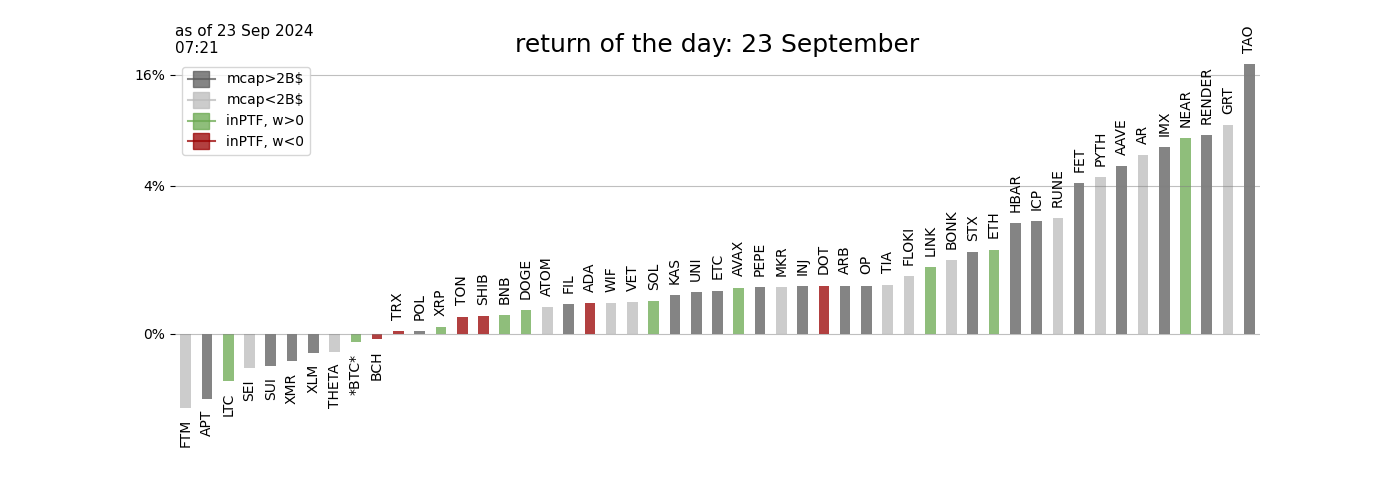 as of 23 Sep 2024
07:21
return of the day: 23 September
16%
4%
0%
mcap>2B$
mcap<2B$
inPTF, w>0
inPTF, w<0
FTM
APT
LTC
SEI
SUI
XMR
XLM
THETA
*BTC*
BCH
TRX
POL
XRP
TON
SHIB
BNB
DOGE
ATOM
FIL
ADA
WIF
VET
SOL
KAS
UNI
ETC
AVAX
PEPE
MKR
INJ
DOT
ARB
OP
TIA
FLOKI
LINK
BONK
STX
ETH
HBAR
ICP
RUNE
FET
PYTH
AAVE
AR
IMX
NEAR
RENDER
GRT
TAO